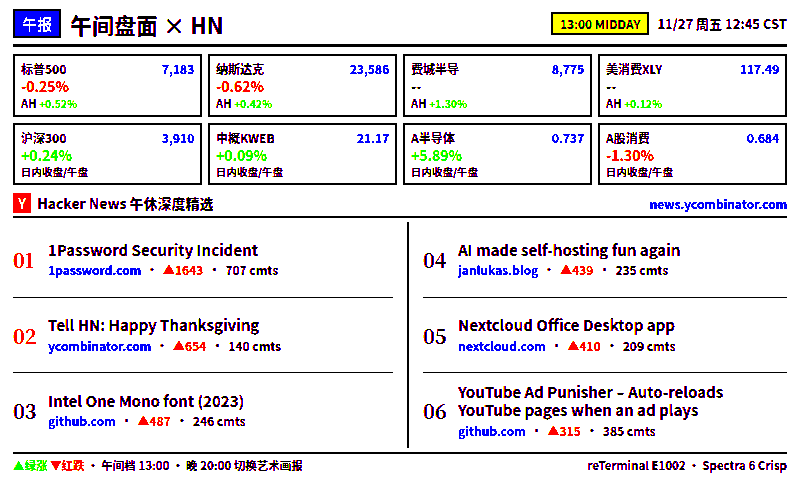 午报 午间盘面 × HN 13:00 MIDDAY 11/27 周五 12:45 CST
标普500 7,183
-0.25%
AH +0.52%
纳斯达克 23,586
-0.62%
AH +0.42%
费城半导 8,775
--
AH +1.30%
美消费XLY 117.49
--
AH +0.12%
沪深300 3,910
+0.24%
日内收盘/午盘
中概KWEB 21.17
+0.09%
日内收盘/午盘
A半导体 0.737
+5.89%
日内收盘/午盘
A股消费 0.684
-1.30%
日内收盘/午盘
Y Hacker News 午休深度精选 news.ycombinator.com
01 1Password Security Incident
1password.com • ▲1643 • 707 cmts
02 Tell HN: Happy Thanksgiving
ycombinator.com • ▲654 • 140 cmts
03 Intel One Mono font (2023)
github.com • ▲487 • 246 cmts
04 AI made self-hosting fun again
janlukas.blog • ▲439 • 235 cmts
05 Nextcloud Office Desktop app
nextcloud.com • ▲410 • 209 cmts
06 YouTube Ad Punisher – Auto-reloads
YouTube pages when an ad plays
github.com • ▲315 • 385 cmts
▲绿涨 ▼红跌 • 午间档 13:00 • 晚 20:00 切换艺术画报 reTerminal E1002 • Spectra 6 Crisp